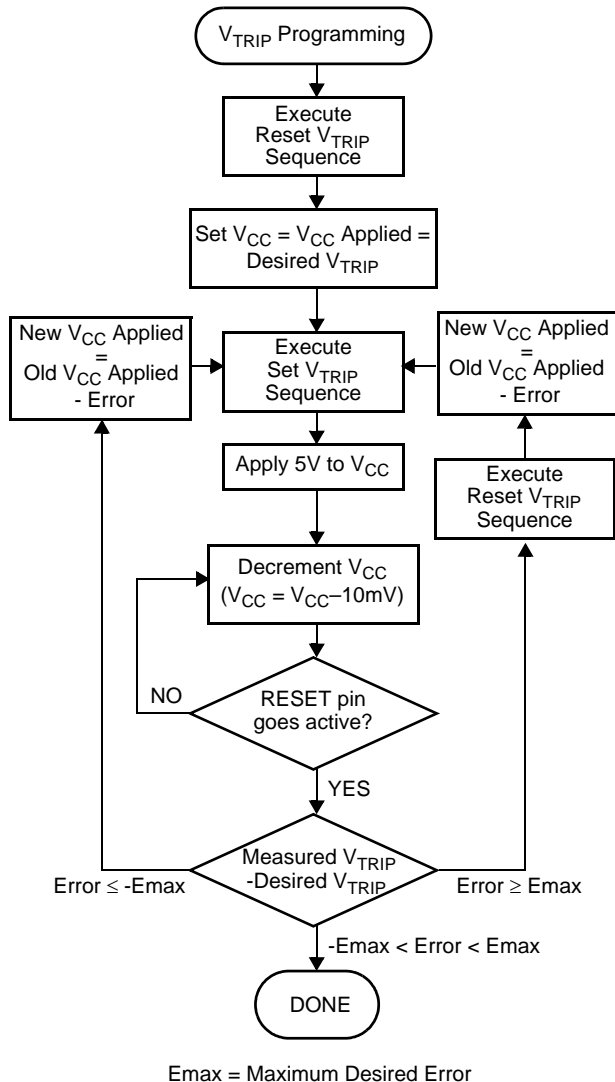 V_TRIP Programming
Execute
Reset V_TRIP
Sequence
Set V_CC = V_CC Applied =
Desired V_TRIP
New V_CC Applied
=
Old V_CC Applied
- Error
Execute
Set V_TRIP
Sequence
New V_CC Applied
=
Old V_CC Applied
- Error
Apply 5V to V_CC
Execute
Reset V_TRIP
Sequence
Decrement V_CC
(V_CC = V_CC–10mV)
NO
RESET pin
goes active?
YES
Measured V_TRIP
-Desired V_TRIP
Error ≤ -Emax
Error ≥ Emax
-Emax < Error < Emax
DONE
Emax = Maximum Desired Error